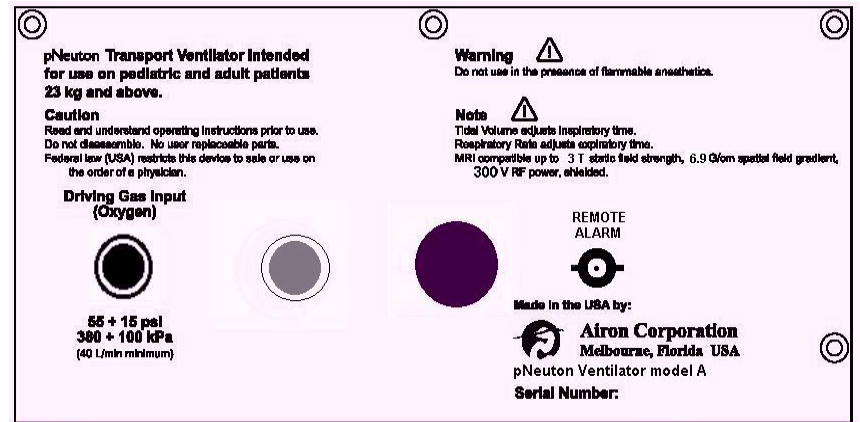 pNeuton Transport Ventilator Intended
for use on pediatric and adult patients
23 kg and above.
Caution
Read and understand operating instructions prior to use.
Do not disassemble. No user replaceable parts.
Federal law (USA) restricts this device to sale or use on
the order of a physician.
Driving Gas Input
(Oxygen)
55 + 15 psi
380 + 100 kPa
(40 L/min minimum)
Warning
Do not use in the presence of flammable anesthetics.
Note
Tidal Volume adjusts inspiratory time.
Respiratory Rate adjusts expiratory time.
MRI compatible up to 3 T static field strength, 6.9 G/cm spatial field gradient,
300 V RF power, shielded.
REMOTE
ALARM
Made in the USA by:
Airon Corporation
Melbourne, Florida USA
pNeuton Ventilator model A
Serial Number: